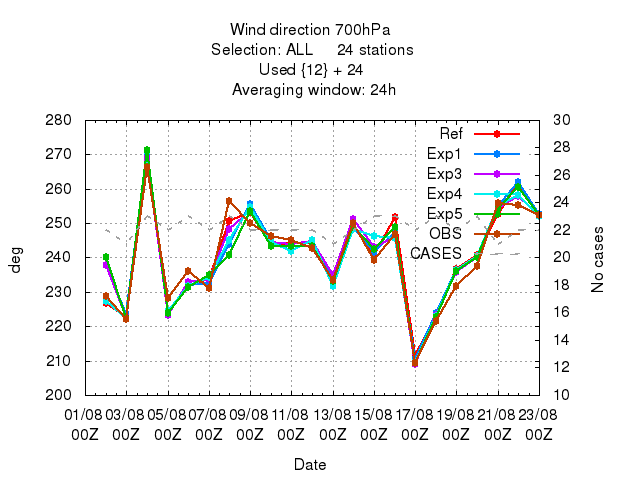 Wind direction 700hPa
Selection: ALL 24 stations
Used {12} + 24
Averaging window: 24h
280 30
270 28
260 26
250 24
240 22
230 20
220 18
210 16
200 14
12
10
deg
No cases
Ref
Exp1
Exp3
Exp4
Exp5
OBS
CASES
01/08 03/08 05/08 07/08 09/08 11/08 13/08 15/08 17/08 19/08 21/08 23/08
00Z 00Z 00Z 00Z 00Z 00Z 00Z 00Z 00Z 00Z 00Z 00Z
Date